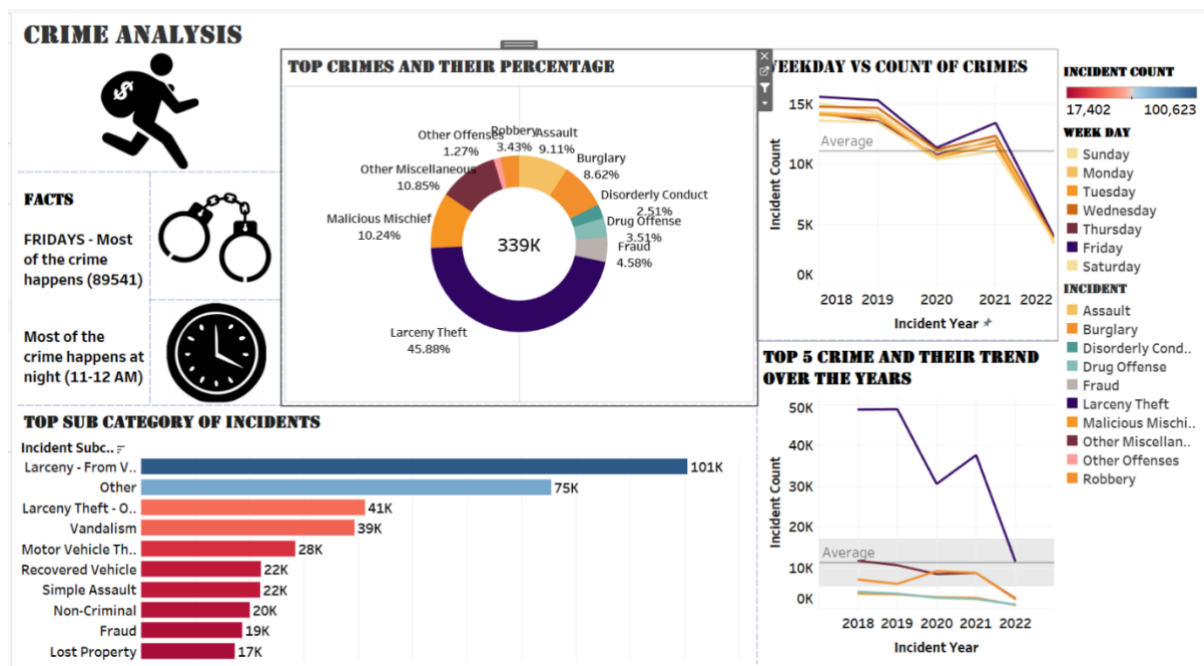 CRIME ANALYSIS
$
FACTS
FRIDAYS - Most
of the crime
happens (89541)
Most of the
crime happens at
night (11-12 AM)
TOP CRIMES AND THEIR PERCENTAGE
Other Offenses
1.27%
Robbery
3.43%
Assault
9.11%
Burglary
8.62%
Disorderly Conduct
2.51%
Drug Offense
3.51%
Fraud
4.58%
Other Miscellaneous
10.85%
Malicious Mischief
10.24%
339K
Larceny Theft
45.88%
WEEKDAY VS COUNT OF CRIMES
15K
Average
10K
5K
0K
Incident Count
2018 2019 2020 2021 2022
Incident Year
TOP 5 CRIME AND THEIR TREND
OVER THE YEARS
50K
40K
30K
20K
Average
10K
0K
Incident Count
2018 2019 2020 2021 2022
Incident Year
INCIDENT COUNT
17,402 100,623
WEEK DAY
Sunday
Monday
Tuesday
Wednesday
Thursday
Friday
Saturday
INCIDENT
Assault
Burglary
Disorderly Cond..
Drug Offense
Fraud
Larceny Theft
Malicious Mischi..
Other Miscellan..
Other Offenses
Robbery
TOP SUB CATEGORY OF INCIDENTS
Incident Subc..
Larceny - From V.. 101K
Other 75K
Larceny Theft - O.. 41K
Vandalism 39K
Motor Vehicle Th.. 28K
Recovered Vehicle 22K
Simple Assault 22K
Non-Criminal 20K
Fraud 19K
Lost Property 17K